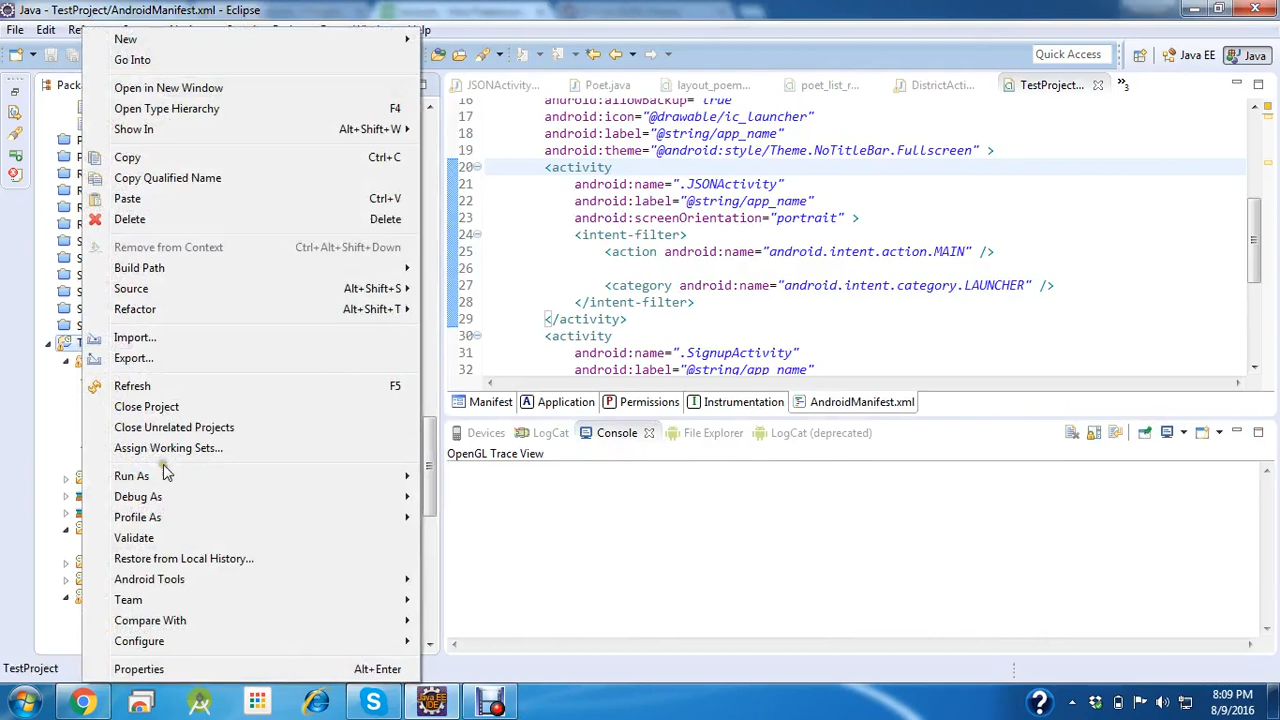 Java - TestProject/AndroidManifest.xml - Eclipse
File Edit
Quick Access
Java EE
Java
New
Go Into
Open in New Window
Open Type Hierarchy F4
Show In Alt+Shift+W
Copy Ctrl+C
Copy Qualified Name
Paste Ctrl+V
Delete Delete
Remove from Context Ctrl+Alt+Shift+Down
Build Path
Source Alt+Shift+S
Refactor Alt+Shift+T
Import...
Export...
Refresh F5
Close Project
Close Unrelated Projects
Assign Working Sets...
Run As
Debug As
Profile As
Validate
Restore from Local History...
Android Tools
Team
Compare With
Configure
Properties Alt+Enter
JSONActivity... Poet.java layout_poem... poet_list_r... DistrictActi... TestProject... 3
16 android:allowBackup="true"
17 android:icon="@drawable/ic_launcher"
18 android:label="@string/app_name"
19 android:theme="@android:style/Theme.NoTitleBar.Fullscreen" >
20 <activity
21 android:name=".JSONActivity"
22 android:label="@string/app_name"
23 android:screenOrientation="portrait" >
24 <intent-filter>
25 <action android:name="android.intent.action.MAIN" />
26
27 <category android:name="android.intent.category.LAUNCHER" />
28 </intent-filter>
29 </activity>
30 <activity
31 android:name=".SignupActivity"
32 android:label="@string/app_name"
Manifest Application Permissions Instrumentation AndroidManifest.xml
Devices LogCat Console File Explorer LogCat (deprecated)
OpenGL Trace View
TestProject
8:09 PM
8/9/2016